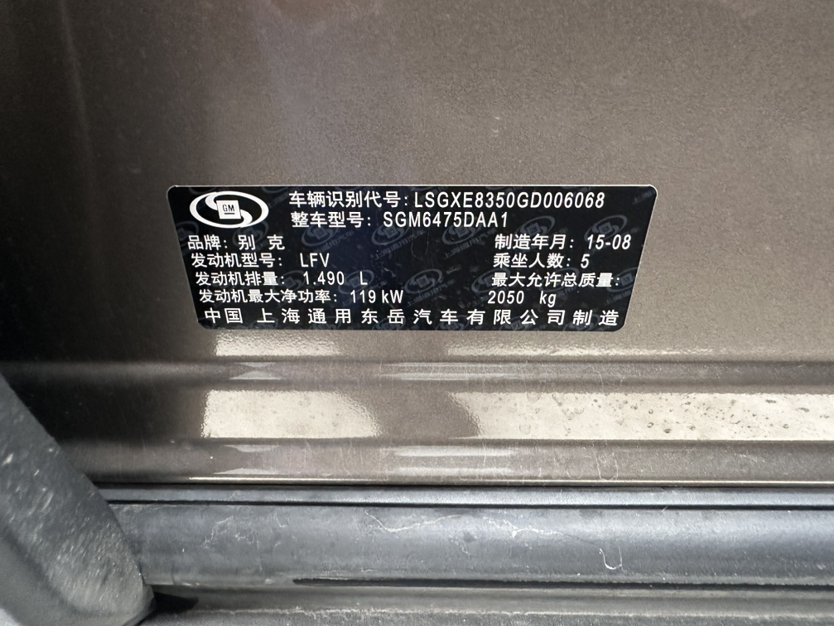 GM
车辆识别代号: LSGXE8350GD006068
整车型号: SGM6475DAA1
品牌: 别 克 制造年月: 15-08
发动机型号: LFV 乘坐人数: 5
发动机排量: 1.490 L 最大允许总质量:
发动机最大净功率: 119 kW 2050 kg
中国 上海通用东岳汽车有限公司制造